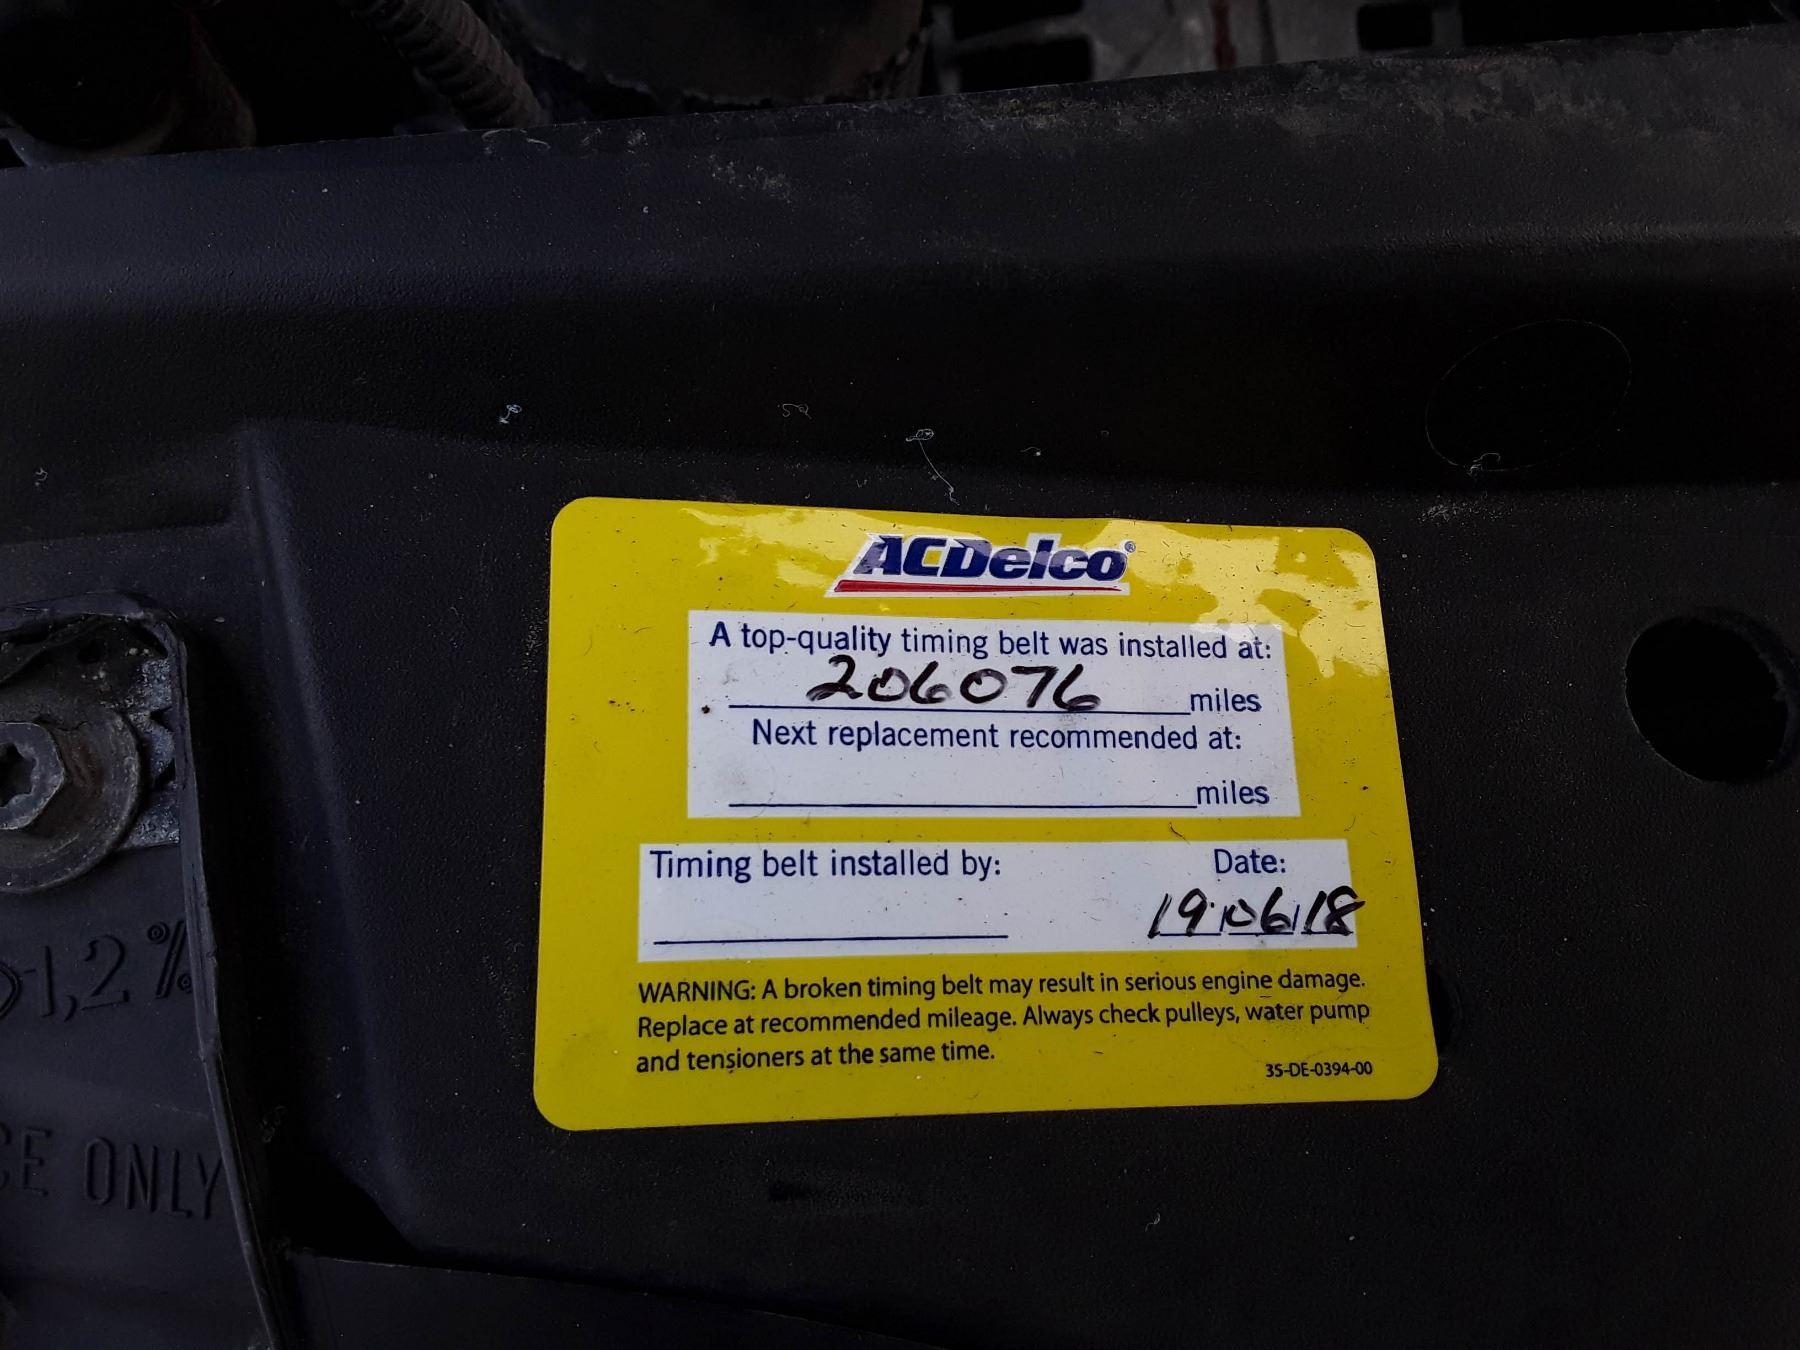 ACDelco®
A top-quality timing belt was installed at:
206076 miles
Next replacement recommended at:
miles
Timing belt installed by: Date:
19/06/18
WARNING: A broken timing belt may result in serious engine damage.
Replace at recommended mileage. Always check pulleys, water pump
and tensioners at the same time.
35-DE-0394-00
1,2%
ONLY